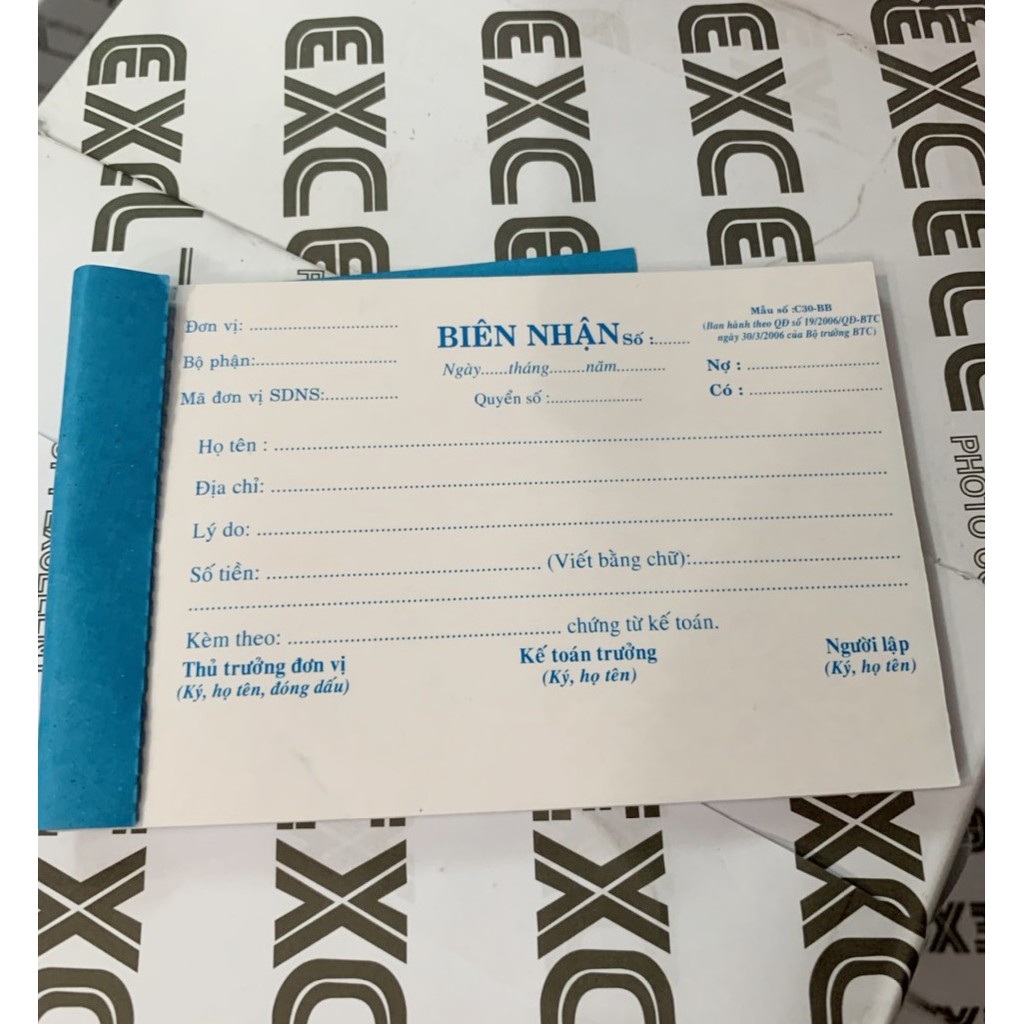 EXCEL
EXCEL
EXCEL
EXCEL
Đơn vị: ....................................
BIÊN NHẬN Số :.........
Mẫu số :C30-BB
(Ban hành theo QĐ số 19/2006/QĐ-BTC
ngày 30/3/2006 của Bộ trưởng BTC)
Bộ phận:...................................
Ngày......tháng........năm...........
Nợ : .................................
Mã đơn vị SDNS:..................
Quyển số :.......................
Có : .................................
Họ tên : ................................................................
Địa chỉ: ................................................................
Lý do: ................................................................
Số tiền: ................................ (Viết bằng chữ):................................
................................................................
Kèm theo: ................................ chứng từ kế toán.
Thủ trưởng đơn vị
(Ký, họ tên, đóng dấu)
Kế toán trưởng
(Ký, họ tên)
Người lập
(Ký, họ tên)
PHOTO